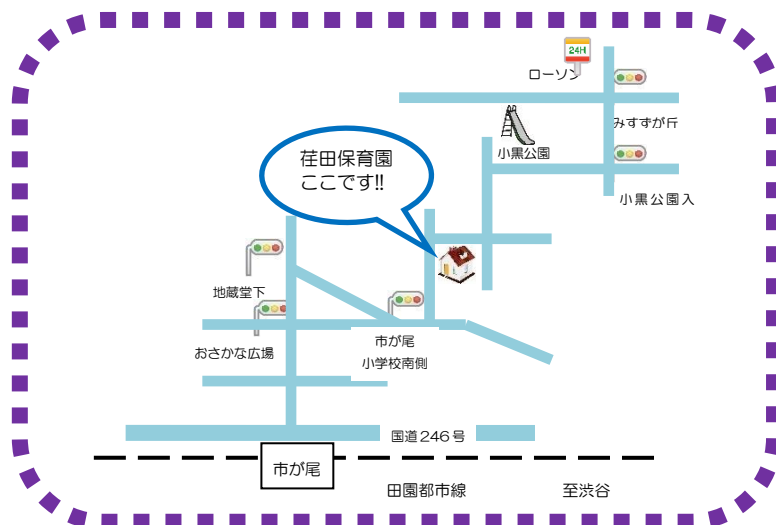 24H
ローソン
みすずが丘
小黒公園
荏田保育園
ここです!!
小黒公園入
地蔵堂下
市が尾
小学校南側
おさかな広場
国道246号
市が尾
田園都市線
至渋谷